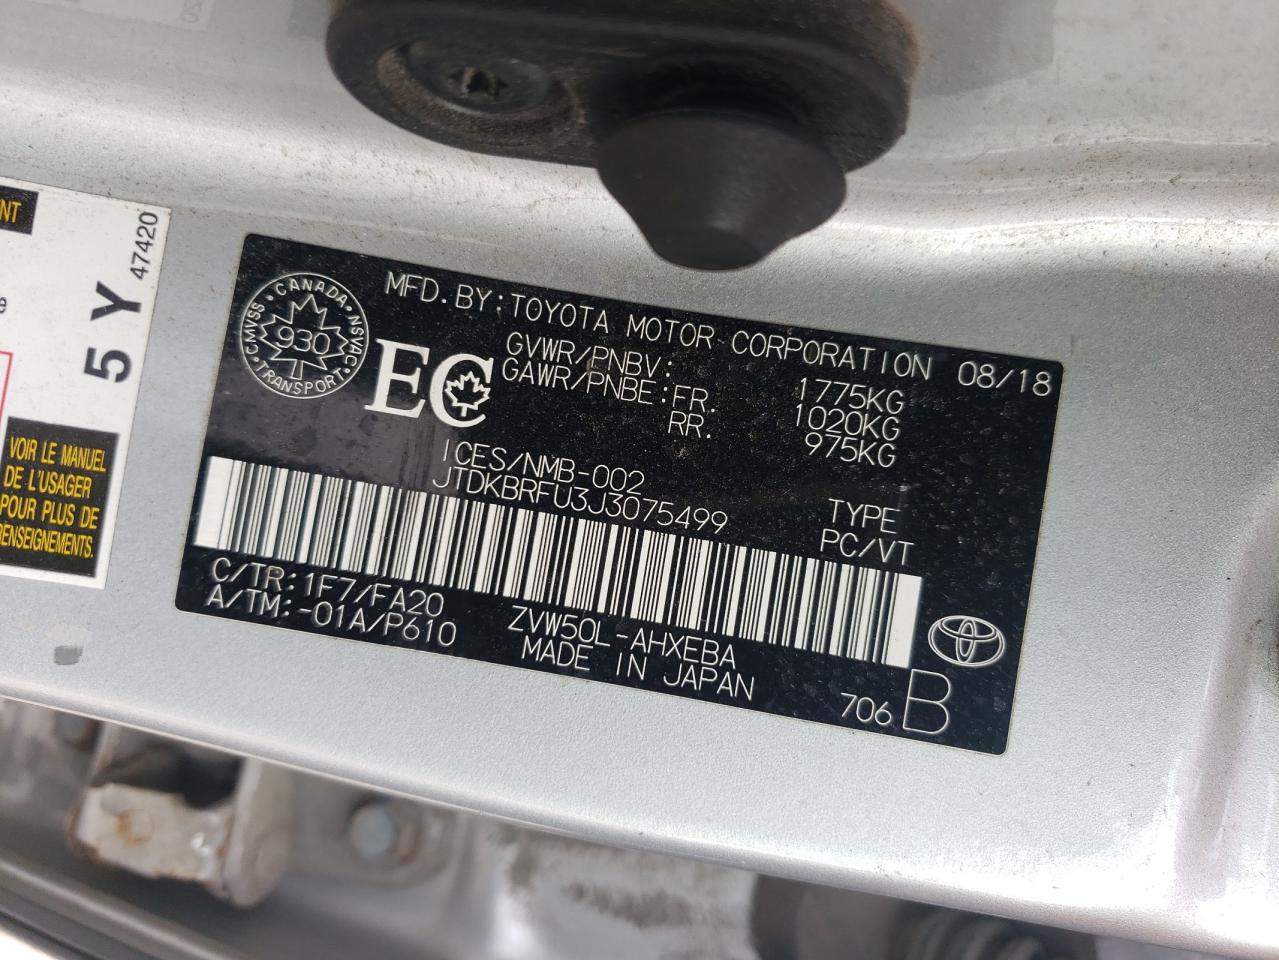 NT
5 Y
47420
VOIR LE MANUEL
DE L'USAGER
POUR PLUS DE
RENSEIGNEMENTS.
CANADA
CMVSS
NSVAC
930
TRANSPORT
MFD. BY: TOYOTA MOTOR CORPORATION 08/18
EC
GVWR/PNBV: 1775KG
GAWR/PNBE: FR. 1020KG
RR. 975KG
ICES/NMB-002
JTDKBRFU3J3075499
TYPE
PC/VT
C/TR: 1F7/FA20
A/TM: -01A/P610
ZVW50L-AHXEBA
MADE IN JAPAN
706 B